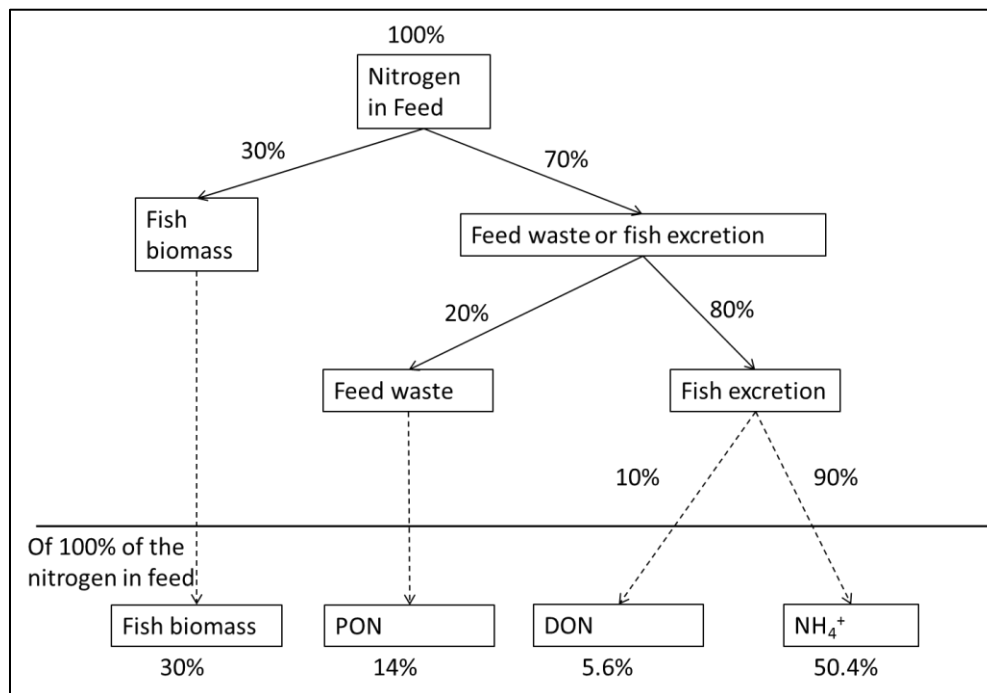 100%
Nitrogen
in Feed
30%
70%
Fish
biomass
Feed waste or fish excretion
20%
80%
Feed waste
Fish excretion
10%
90%
Of 100% of the
nitrogen in feed
Fish biomass
PON
DON
NH₄⁺
30%
14%
5.6%
50.4%